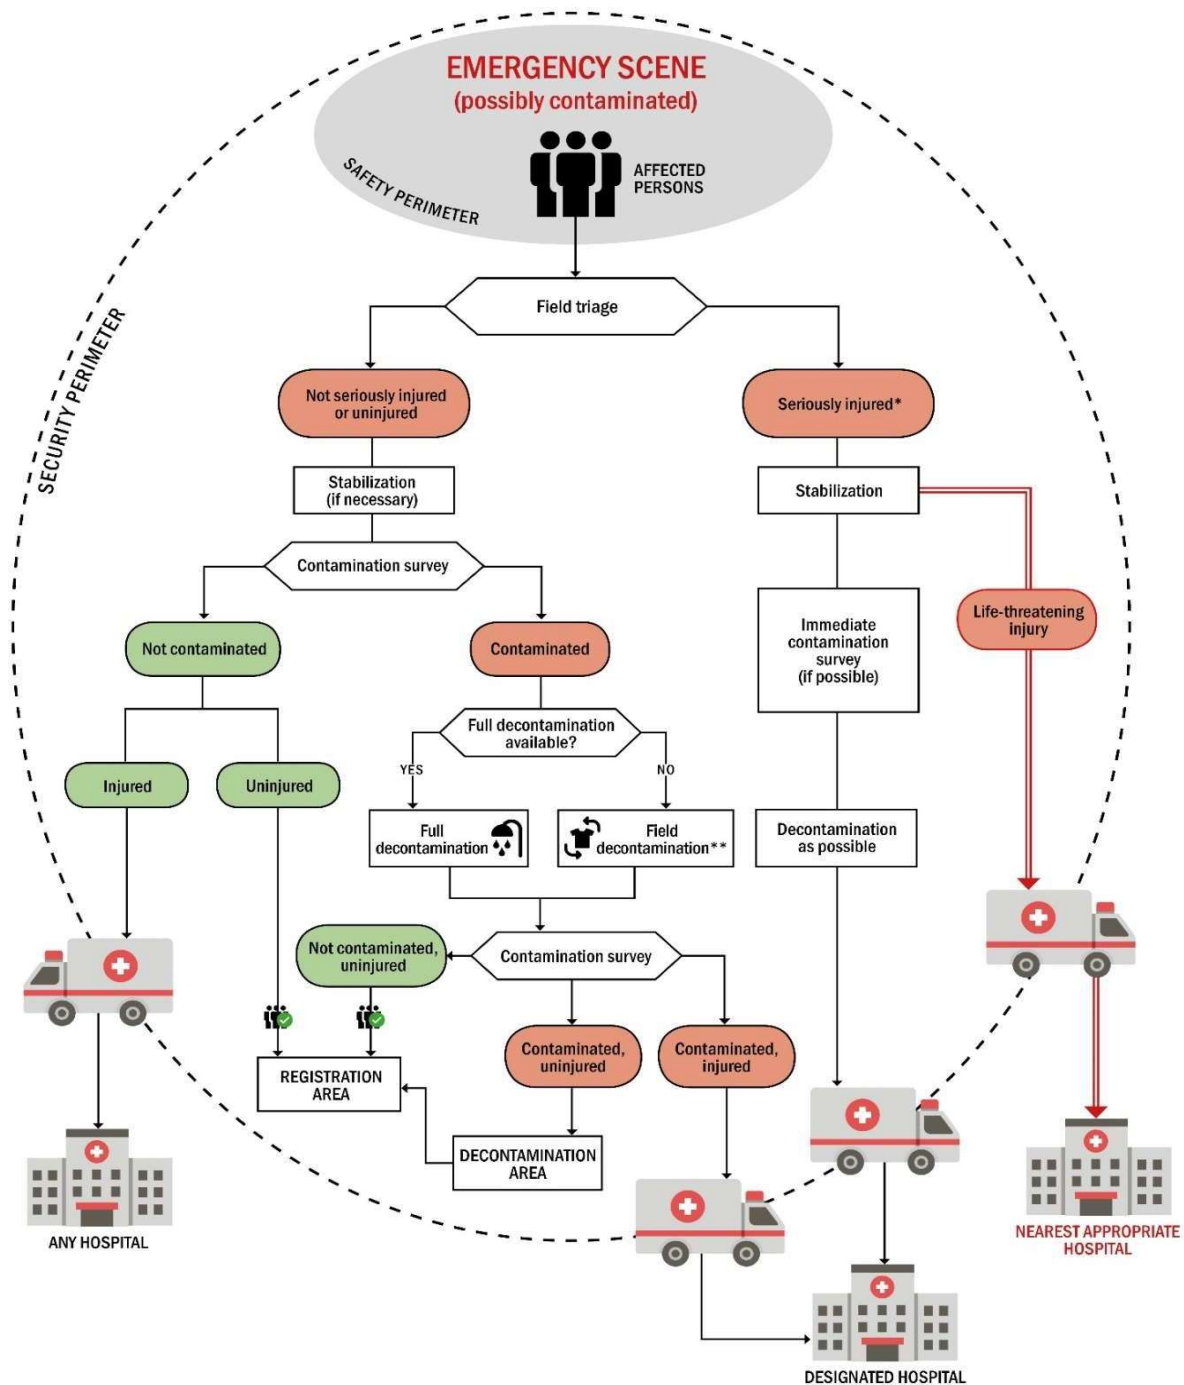 EMERGENCY SCENE
(possibly contaminated)
AFFECTED
PERSONS
SAFETY PERIMETER
SECURITY PERIMETER
Field triage
Not seriously injured
or uninjured
Seriously injured*
Stabilization
(if necessary)
Stabilization
Contamination survey
Life-threatening
injury
Immediate
contamination
survey
(if possible)
Not contaminated
Contaminated
Full decontamination
available?
YES
NO
Injured
Uninjured
Full
decontamination
Field
decontamination**
Decontamination
as possible
Not contaminated,
uninjured
Contamination survey
Contaminated,
uninjured
Contaminated,
injured
REGISTRATION
AREA
DECONTAMINATION
AREA
ANY HOSPITAL
NEAREST APPROPRIATE
HOSPITAL
DESIGNATED HOSPITAL